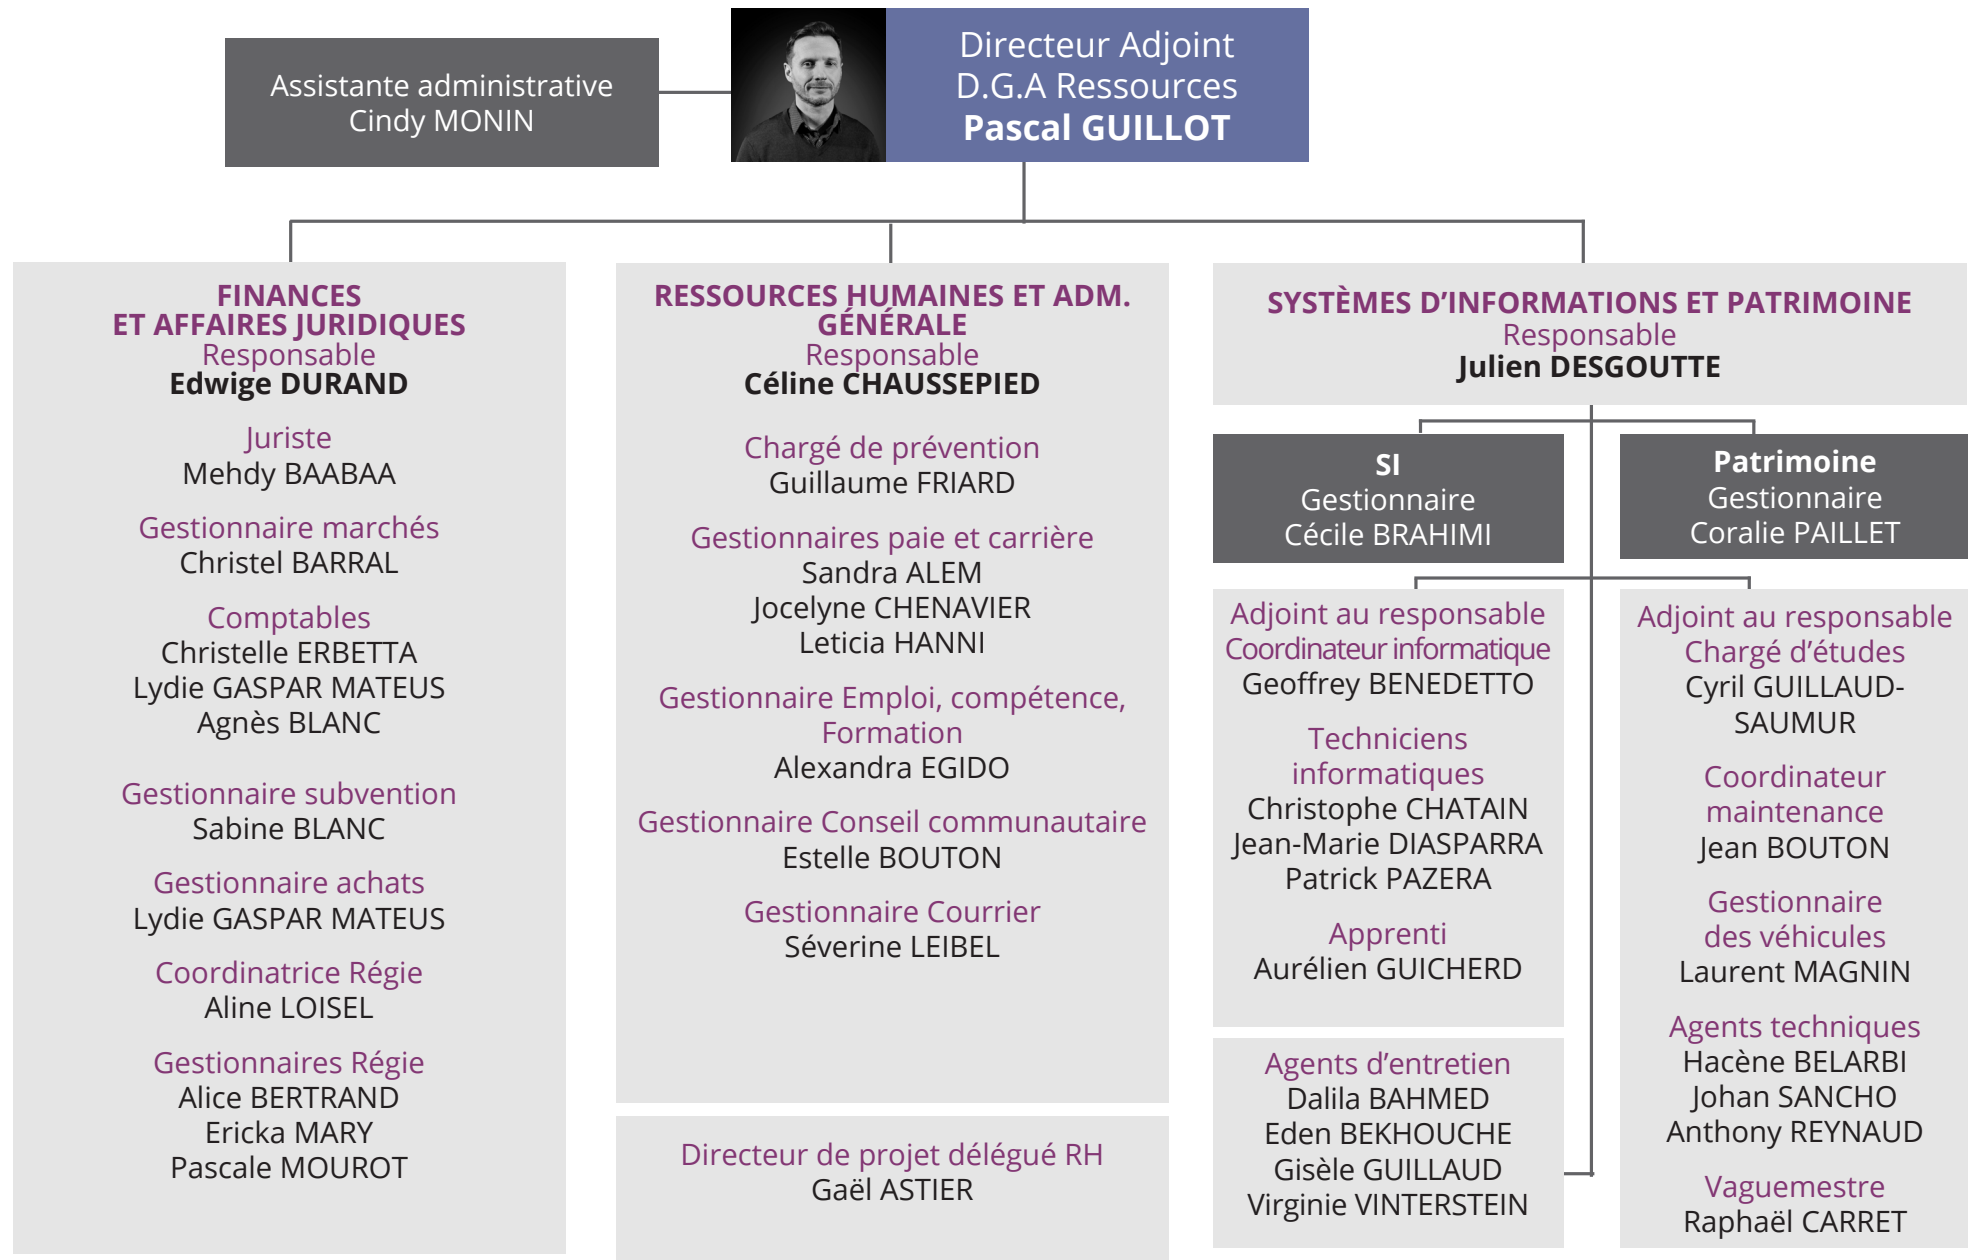 Assistante administrative
Cindy MONIN
Directeur Adjoint
D.G.A Ressources
Pascal GUILLOT
FINANCES
ET AFFAIRES JURIDIQUES
Responsable
Edwige DURAND
Juriste
Mehdy BAABAA
Gestionnaire marchés
Christel BARRAL
Comptables
Christelle ERBETTA
Lydie GASPAR MATEUS
Agnès BLANC
Gestionnaire subvention
Sabine BLANC
Gestionnaire achats
Lydie GASPAR MATEUS
Coordinatrice Régie
Aline LOISEL
Gestionnaires Régie
Alice BERTRAND
Ericka MARY
Pascale MOUROT
RESSOURCES HUMAINES ET ADM.
GÉNÉRALE
Responsable
Céline CHAUSSEPIED
Chargé de prévention
Guillaume FRIARD
Gestionnaires paie et carrière
Sandra ALEM
Jocelyne CHENAVIER
Leticia HANNI
Gestionnaire Emploi, compétence,
Formation
Alexandra EGIDO
Gestionnaire Conseil communautaire
Estelle BOUTON
Gestionnaire Courrier
Séverine LEIBEL
Directeur de projet délégué RH
Gaël ASTIER
SYSTÈMES D’INFORMATIONS ET PATRIMOINE
Responsable
Julien DESGOUTTE
SI
Gestionnaire
Cécile BRAHIMI
Adjoint au responsable
Coordinateur informatique
Geoffrey BENEDETTO
Techniciens
informatiques
Christophe CHATAIN
Jean-Marie DIASPARRA
Patrick PAZERA
Apprenti
Aurélien GUICHERD
Agents d’entretien
Dalila BAHMED
Eden BEKHOUCHE
Gisèle GUILLAUD
Virginie VINTERSTEIN
Patrimoine
Gestionnaire
Coralie PAILLET
Adjoint au responsable
Chargé d’études
Cyril GUILLAUD-
SAUMUR
Coordinateur
maintenance
Jean BOUTON
Gestionnaire
des véhicules
Laurent MAGNIN
Agents techniques
Hacène BELARBI
Johan SANCHO
Anthony REYNAUD
Vaguemestre
Raphaël CARRET